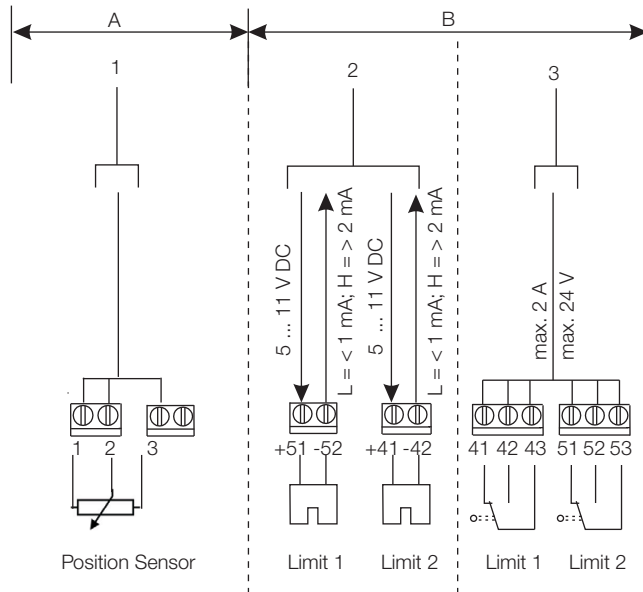 A
B
1
2
3
5 ... 11 V DC
L = < 1 mA; H = > 2 mA
5 ... 11 V DC
L = < 1 mA; H = > 2 mA
max. 2 A
max. 24 V
1 2 3
+51 -52
+41 -42
41 42 43
51 52 53
Position Sensor
Limit 1
Limit 2
Limit 1
Limit 2